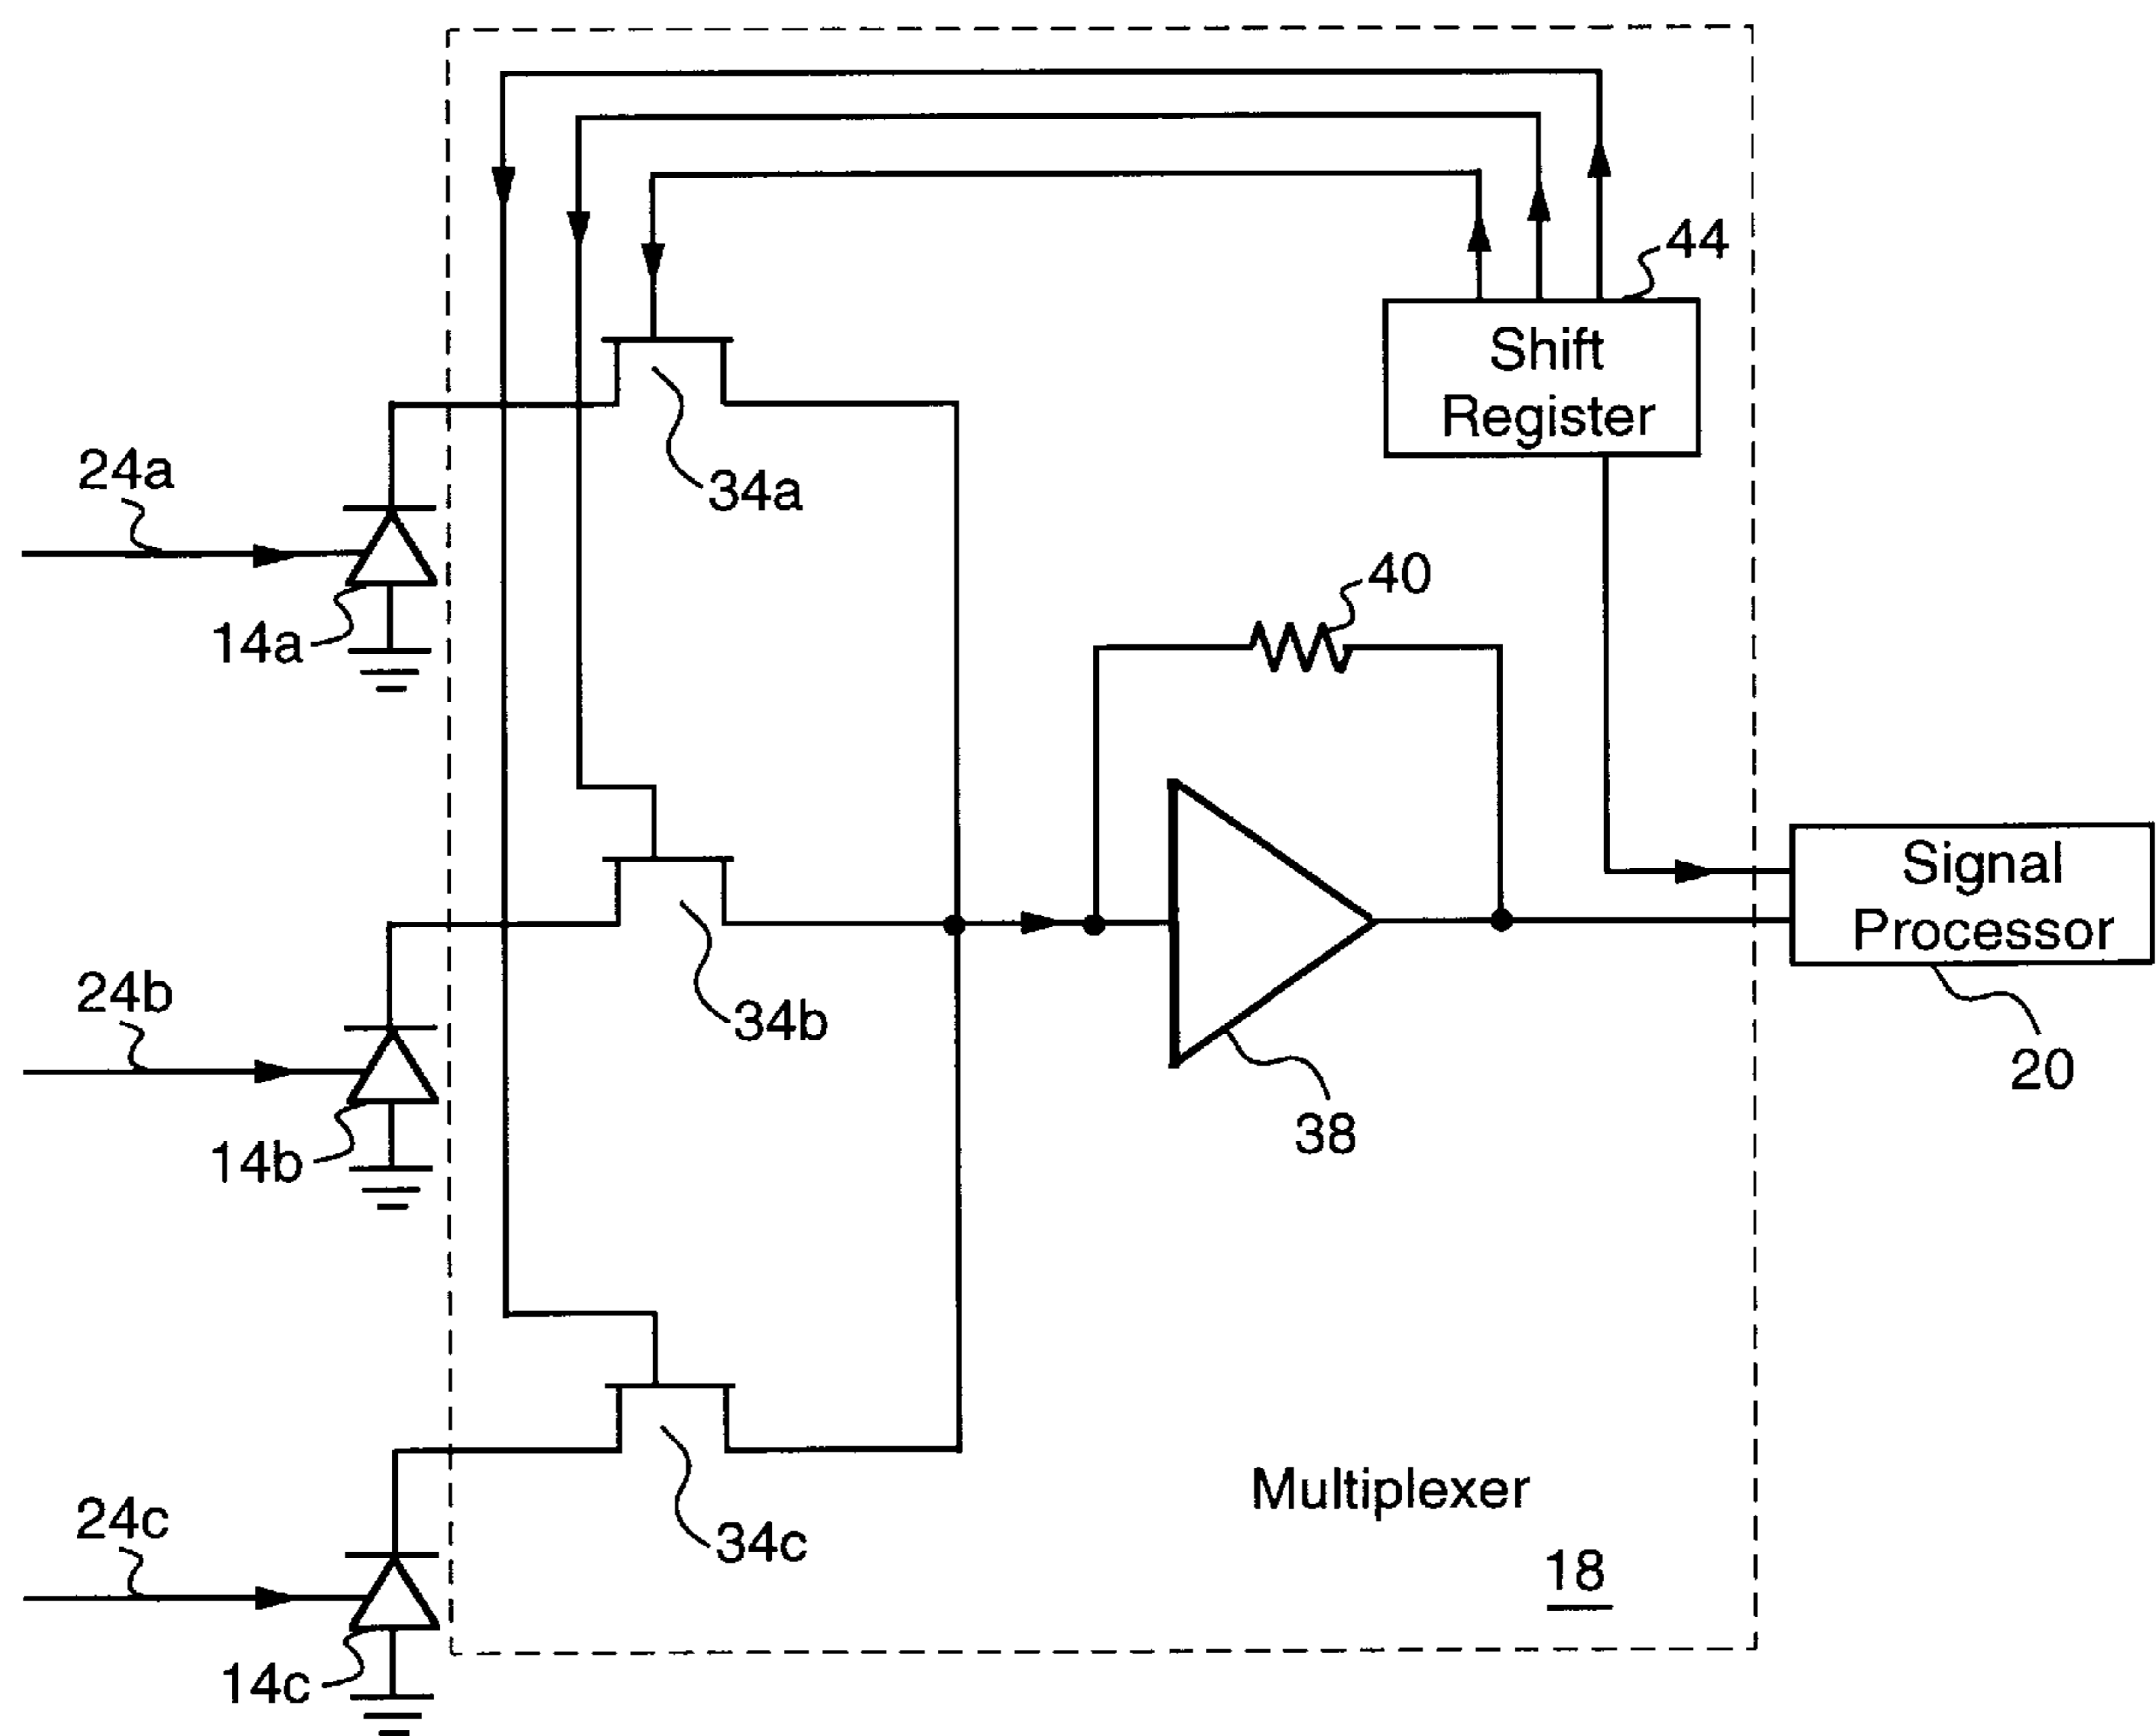 44
Shift
Register
24a
34a
40
14a
Signal
Processor
24b
34b
20
38
14b
Multiplexer
24c
34c
18
14c